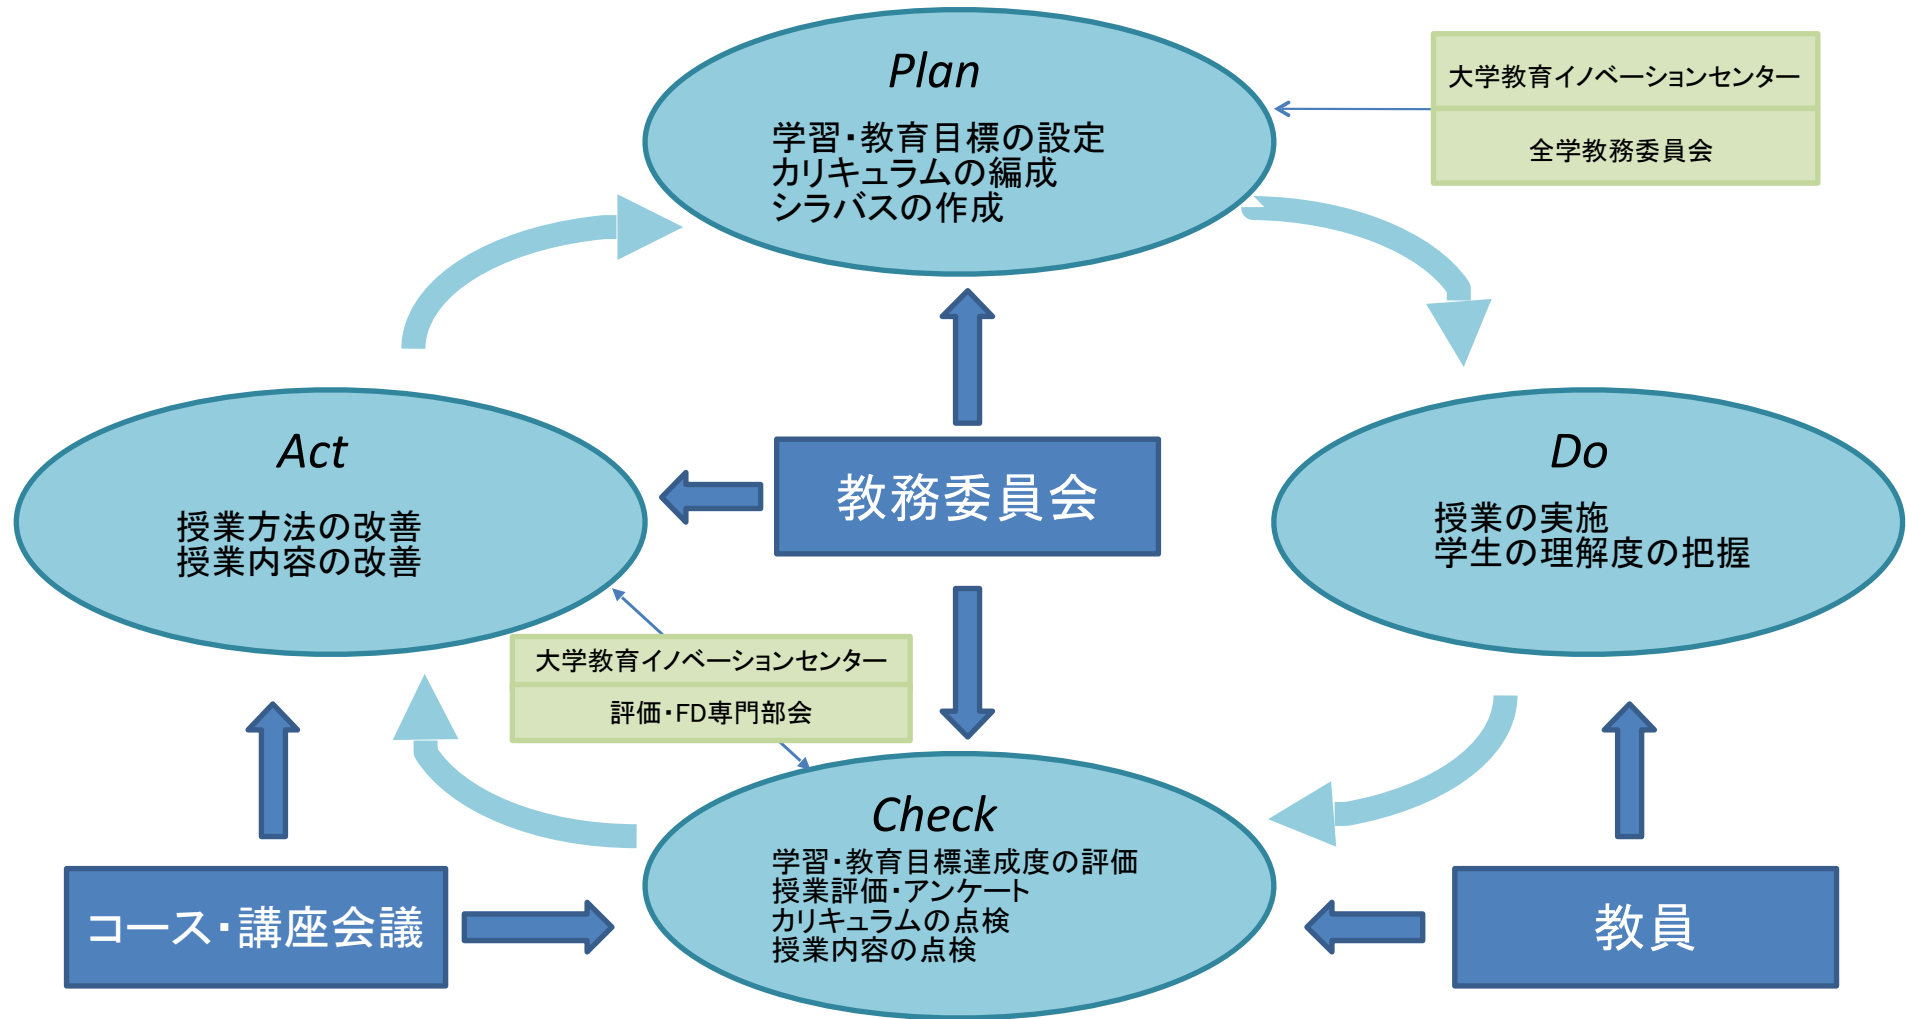 Plan
学習・教育目標の設定
カリキュラムの編成
シラバスの作成
大学教育イノベーションセンター
全学教務委員会
Act
授業方法の改善
授業内容の改善
教務委員会
Do
授業の実施
学生の理解度の把握
大学教育イノベーションセンター
評価・FD専門部会
Check
学習・教育目標達成度の評価
授業評価・アンケート
カリキュラムの点検
授業内容の点検
コース・講座会議
教員